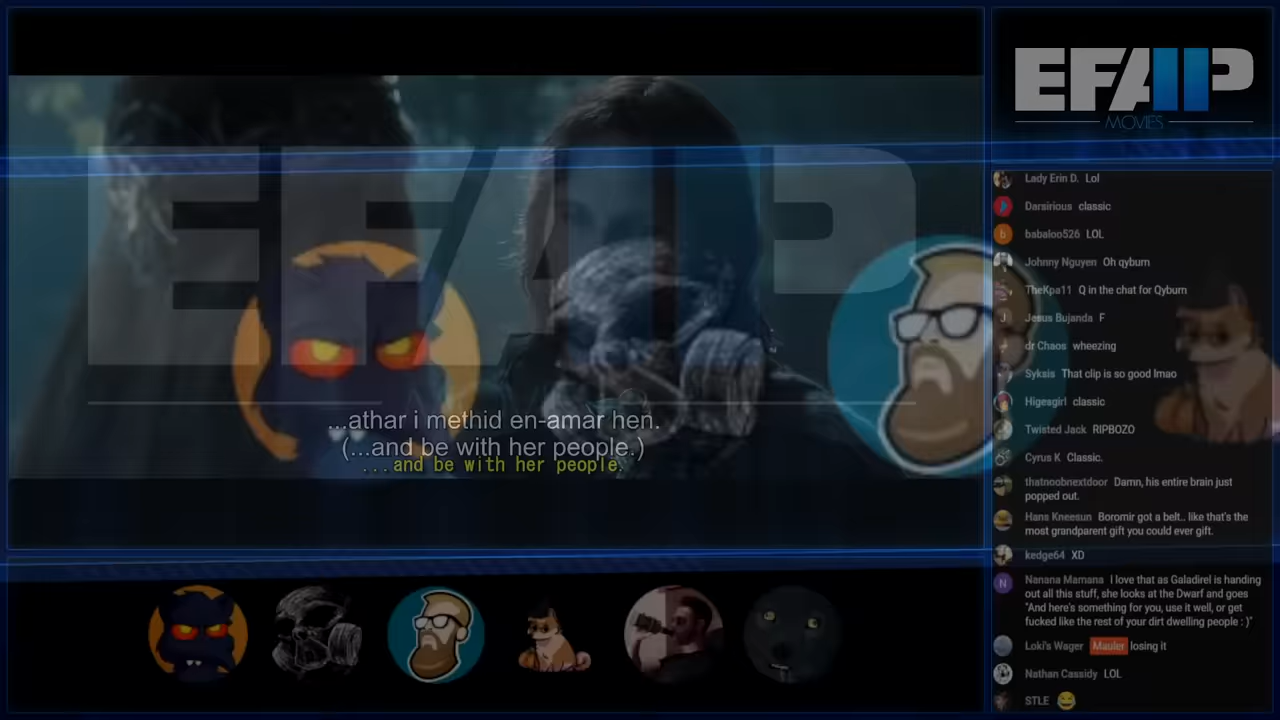 EFAP
MOVIES
EFAP
...athar i methid en-amar hen.
(...and be with her people.)
...and be with her people.
Lady Erin D. Lol
Darsirious classic
babaloo526 LOL
Johnny Nguyen Oh qyburn
TheKpa11 Q in the chat for Qyburn
Jesus Bujanda F
dr Chaos wheezing
Syksis That clip is so good lmao
Higesgirl classic
Twisted Jack RIPBOZO
Cyrus K Classic.
thatnoobnextdoor Damn, his entire brain just
popped out.
Hans Kneesun Boromir got a belt.. like that's the
most grandparent gift you could ever gift.
kedge64 XD
N Nanana Mamana I love that as Galadirel is handing
out all this stuff, she looks at the Dwarf and goes
"And here's something for you, use it well, or get
fucked like the rest of your dirt dwelling people : )"
Loki's Wager Mauler losing it
Nathan Cassidy LOL
STLE 😂